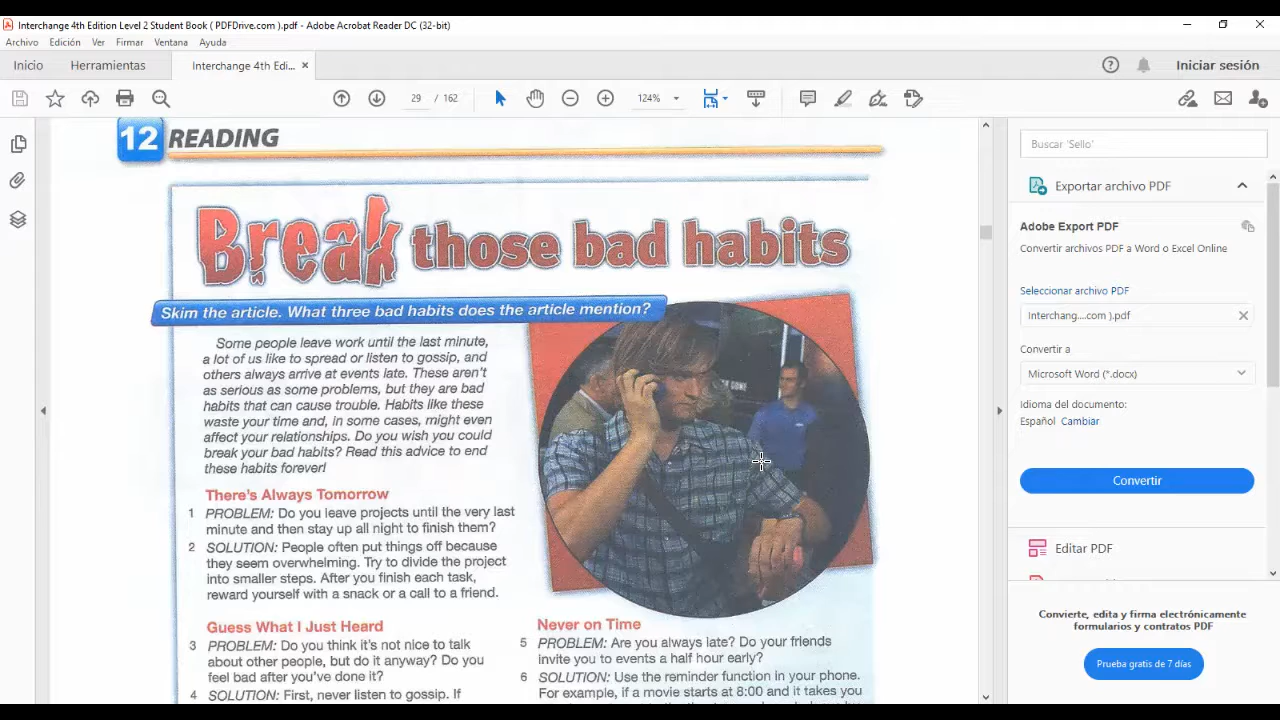 Interchange 4th Edition Level 2 Student Book ( PDFDrive.com ).pdf - Adobe Acrobat Reader DC (32-bit)
Archivo Edición Ver Firmar Ventana Ayuda
Inicio Herramientas Interchange 4th Edi... × Iniciar sesión
29 / 162 124%
12 READING
Break those bad habits
Skim the article. What three bad habits does the article mention?
Some people leave work until the last minute,
a lot of us like to spread or listen to gossip, and
others always arrive at events late. These aren't
as serious as some problems, but they are bad
habits that can cause trouble. Habits like these
waste your time and, in some cases, might even
affect your relationships. Do you wish you could
break your bad habits? Read this advice to end
these habits forever!
There's Always Tomorrow
1 PROBLEM: Do you leave projects until the very last
minute and then stay up all night to finish them?
2 SOLUTION: People often put things off because
they seem overwhelming. Try to divide the project
into smaller steps. After you finish each task,
reward yourself with a snack or a call to a friend.
Guess What I Just Heard
3 PROBLEM: Do you think it's not nice to talk
about other people, but do it anyway? Do you
feel bad after you've done it?
4 SOLUTION: First, never listen to gossip. If
Never on Time
5 PROBLEM: Are you always late? Do your friends
invite you to events a half hour early?
6 SOLUTION: Use the reminder function in your phone.
For example, if a movie starts at 8:00 and it takes you
Buscar 'Sello'
Exportar archivo PDF
Adobe Export PDF
Convertir archivos PDF a Word o Excel Online
Seleccionar archivo PDF
Interchang....com ).pdf
Convertir a
Microsoft Word (*.docx)
Idioma del documento:
Español Cambiar
Convertir
Editar PDF
Convierte, edita y firma electrónicamente
formularios y contratos PDF
Prueba gratis de 7 días